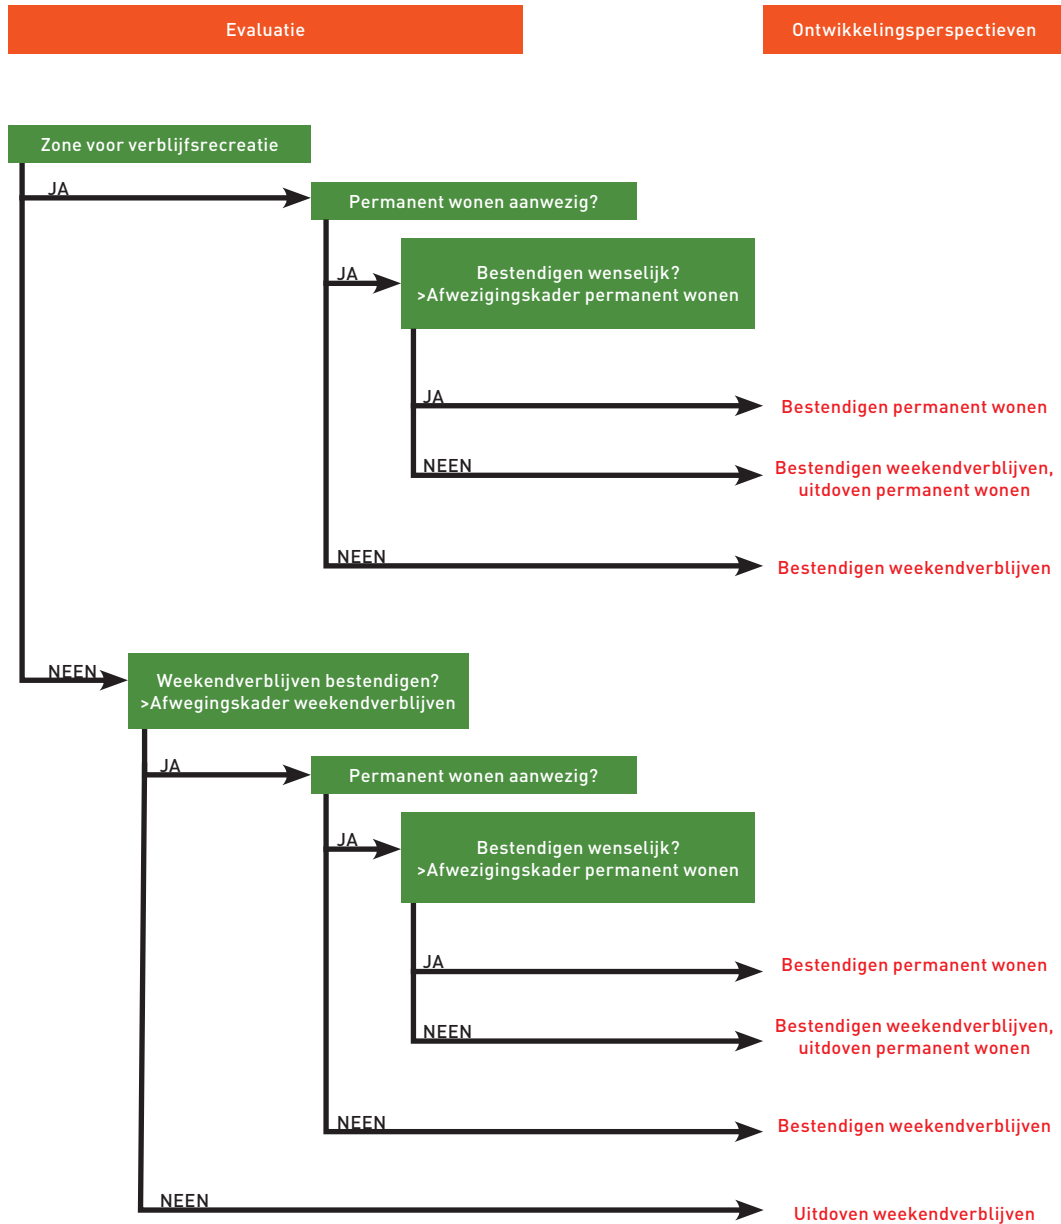 Evaluatie
Ontwikkelingsperspectieven
Zone voor verblijfsrecreatie
JA
Permanent wonen aanwezig?
JA
Bestendigen wenselijk?
>Afwezigingskader permanent wonen
JA
Bestendigen permanent wonen
NEEN
Bestendigen weekendverblijven,
uitdoven permanent wonen
NEEN
Bestendigen weekendverblijven
NEEN
Weekendverblijven bestendigen?
>Afwegingskader weekendverblijven
JA
Permanent wonen aanwezig?
JA
Bestendigen wenselijk?
>Afwezigingskader permanent wonen
JA
Bestendigen permanent wonen
NEEN
Bestendigen weekendverblijven,
uitdoven permanent wonen
NEEN
Bestendigen weekendverblijven
NEEN
Uitdoven weekendverblijven